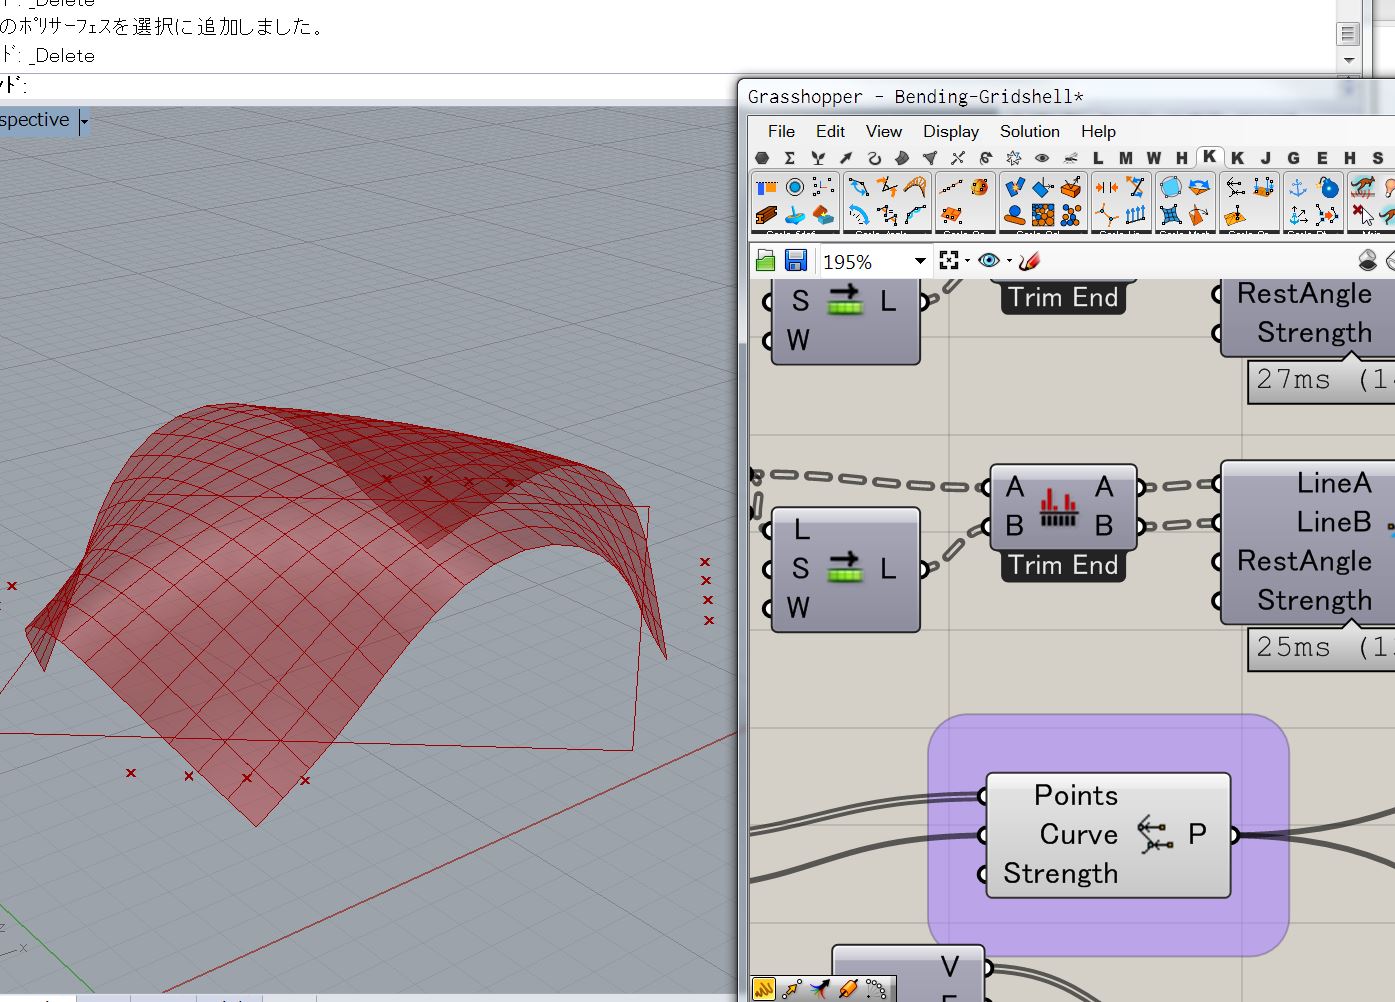 ﾄﾞ: _Delete
のﾎﾟﾘｻｰﾌｪｽを選択に追加しました。
ﾄﾞ: _Delete
ﾝﾄﾞ:
spective
Grasshopper - Bending-Gridshell*
File Edit View Display Solution Help
L M W H K K J G E H S
195%
S L
W
Trim End
RestAngle
Strength
27ms
A A
B B
Trim End
L
S L
W
LineA
LineB
RestAngle
Strength
25ms
Points
Curve P
Strength
V
z
x